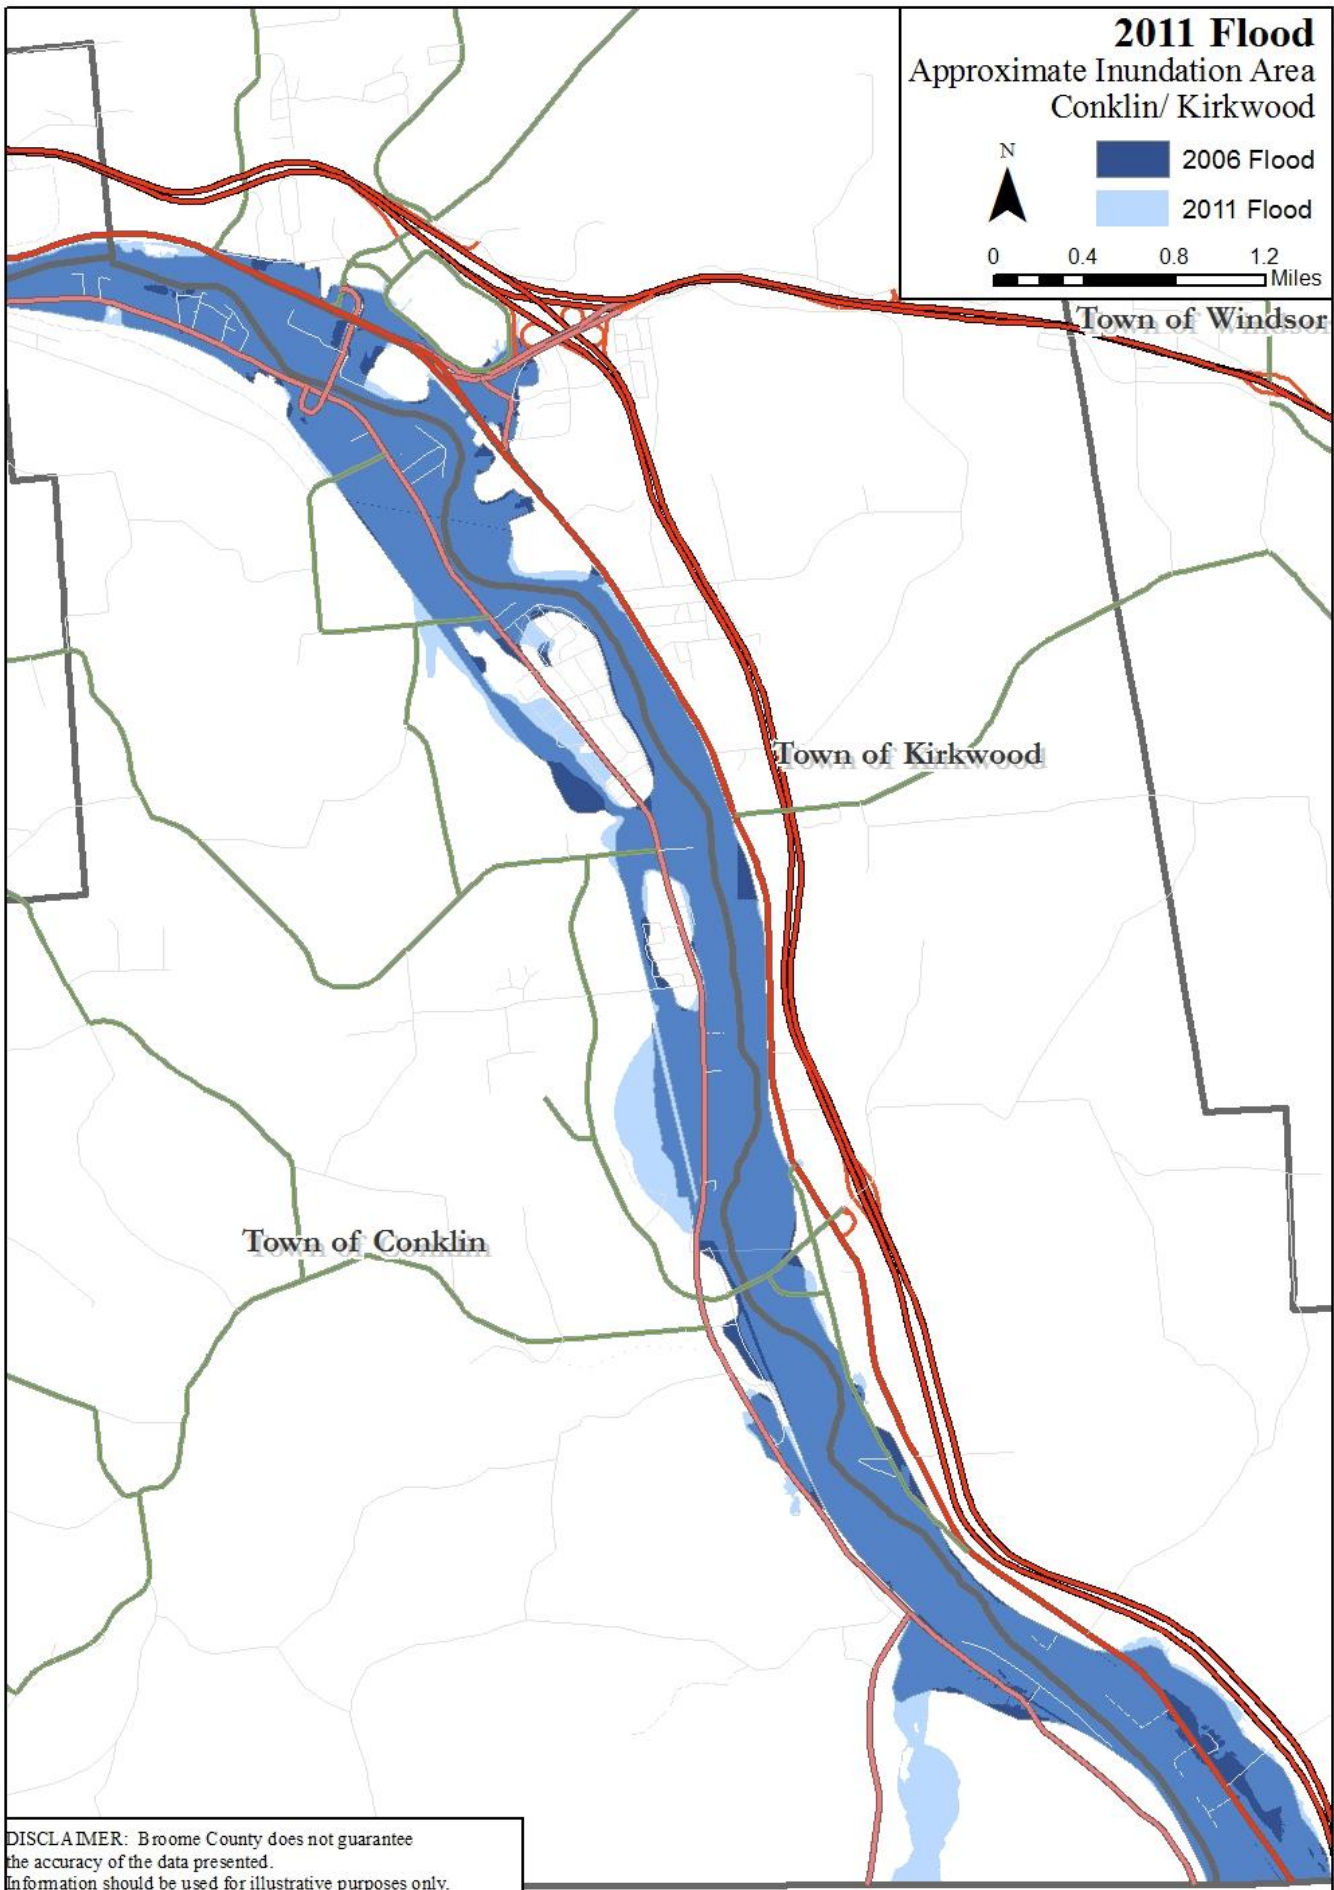 2011 Flood
Approximate Inundation Area
Conklin/ Kirkwood
N
2006 Flood
2011 Flood
0 0.4 0.8 1.2
Miles
Town of Windsor
Town of Kirkwood
Town of Conklin
DISCLAIMER: Broome County does not guarantee
the accuracy of the data presented.
Information should be used for illustrative purposes only.